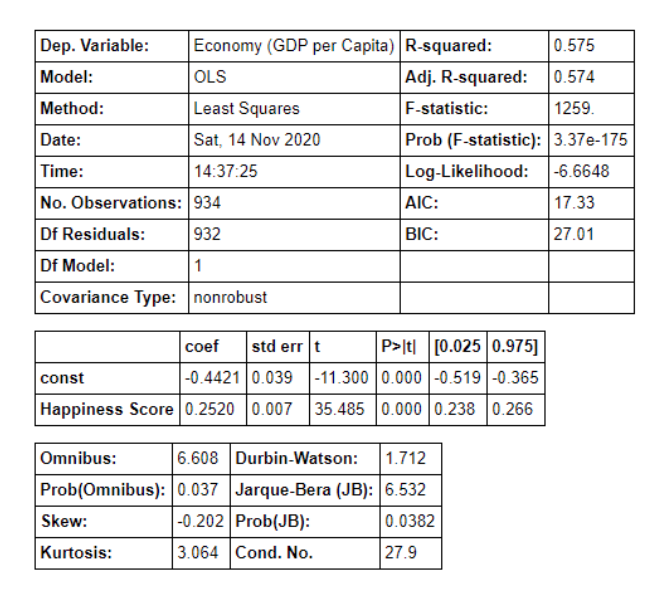 Dep. Variable: Economy (GDP per Capita) R-squared: 0.575
Model: OLS Adj. R-squared: 0.574
Method: Least Squares F-statistic: 1259.
Date: Sat, 14 Nov 2020 Prob (F-statistic): 3.37e-175
Time: 14:37:25 Log-Likelihood: -6.6648
No. Observations: 934 AIC: 17.33
Df Residuals: 932 BIC: 27.01
Df Model: 1
Covariance Type: nonrobust
coef std err t P>|t| [0.025 0.975]
const -0.4421 0.039 -11.300 0.000 -0.519 -0.365
Happiness Score 0.2520 0.007 35.485 0.000 0.238 0.266
Omnibus: 6.608 Durbin-Watson: 1.712
Prob(Omnibus): 0.037 Jarque-Bera (JB): 6.532
Skew: -0.202 Prob(JB): 0.0382
Kurtosis: 3.064 Cond. No. 27.9